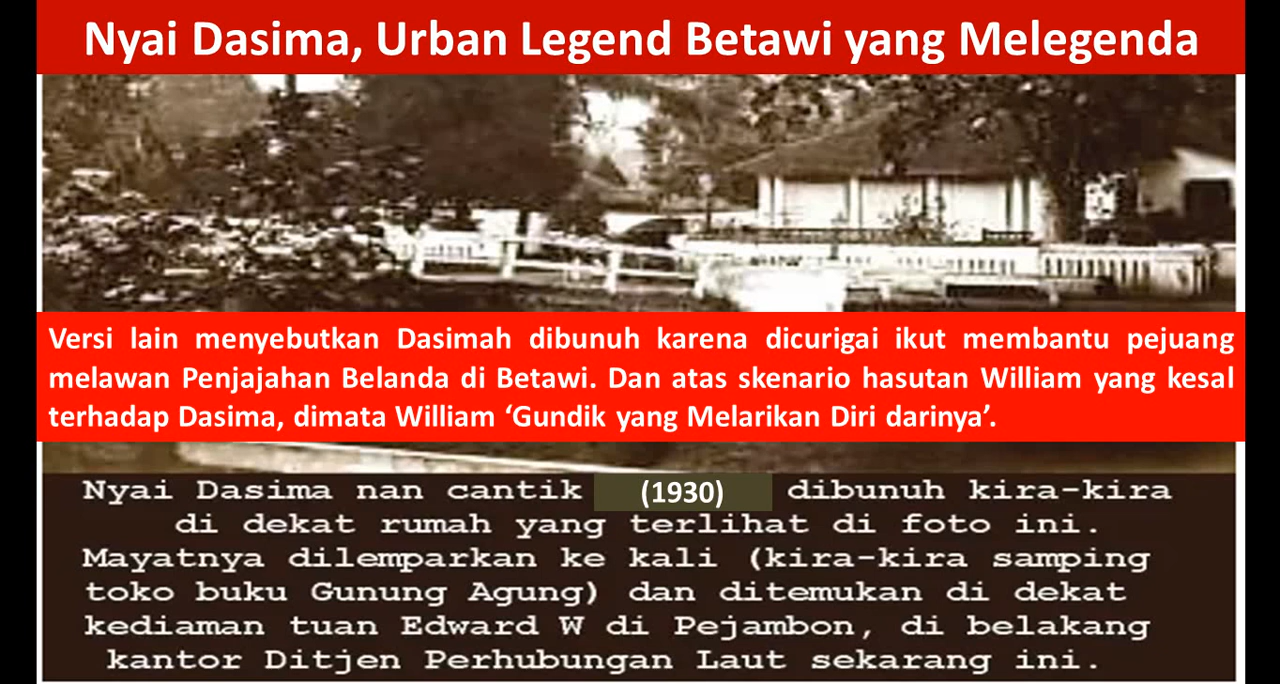 Nyai Dasima, Urban Legend Betawi yang Melegenda
Versi lain menyebutkan Dasimah dibunuh karena dicurigai ikut membantu pejuang
melawan Penjajahan Belanda di Betawi. Dan atas skenario hasutan William yang kesal
terhadap Dasima, dimata William ‘Gundik yang Melarikan Diri darinya’.
Nyai Dasima nan cantik (1930) dibunuh kira-kira
di dekat rumah yang terlihat di foto ini.
Mayatnya dilemparkan ke kali (kira-kira samping
toko buku Gunung Agung) dan ditemukan di dekat
kediaman tuan Edward W di Pejambon, di belakang
kantor Ditjen Perhubungan Laut sekarang ini.